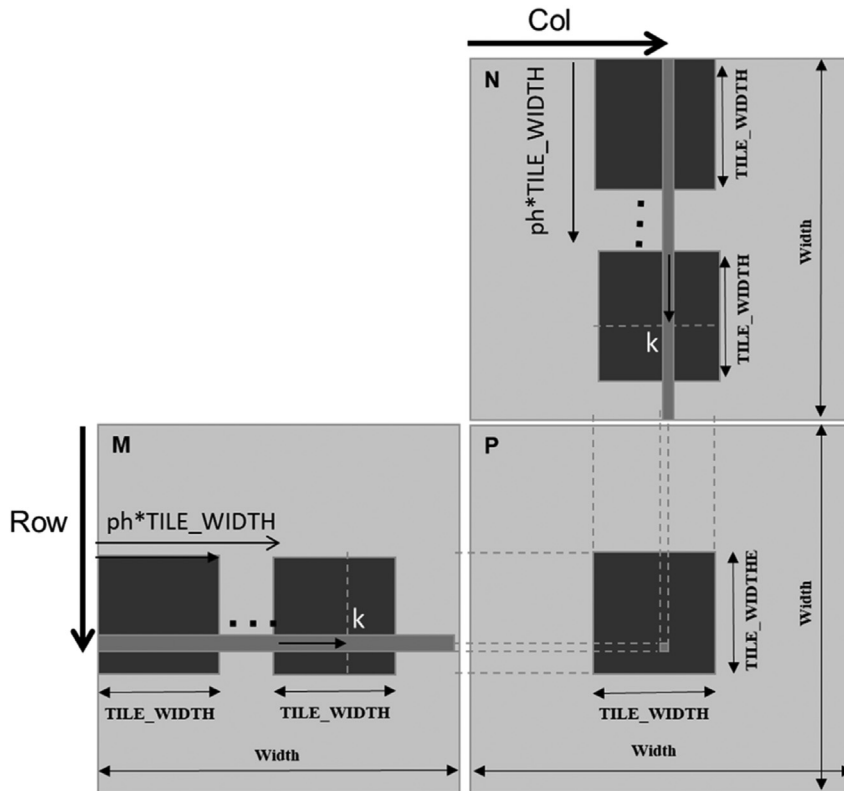 Col
N
ph*TILE_WIDTH
TILE_WIDTH
Width
TILE_WIDTH
k
M
P
Row
ph*TILE_WIDTH
k
TILE_WIDTHE
Width
TILE_WIDTH
TILE_WIDTH
TILE_WIDTH
Width
Width